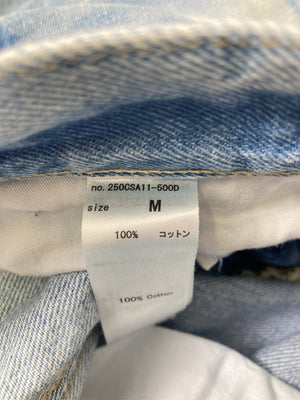 no. 250CSA11-500D
size M
100% コットン
100% Cotton